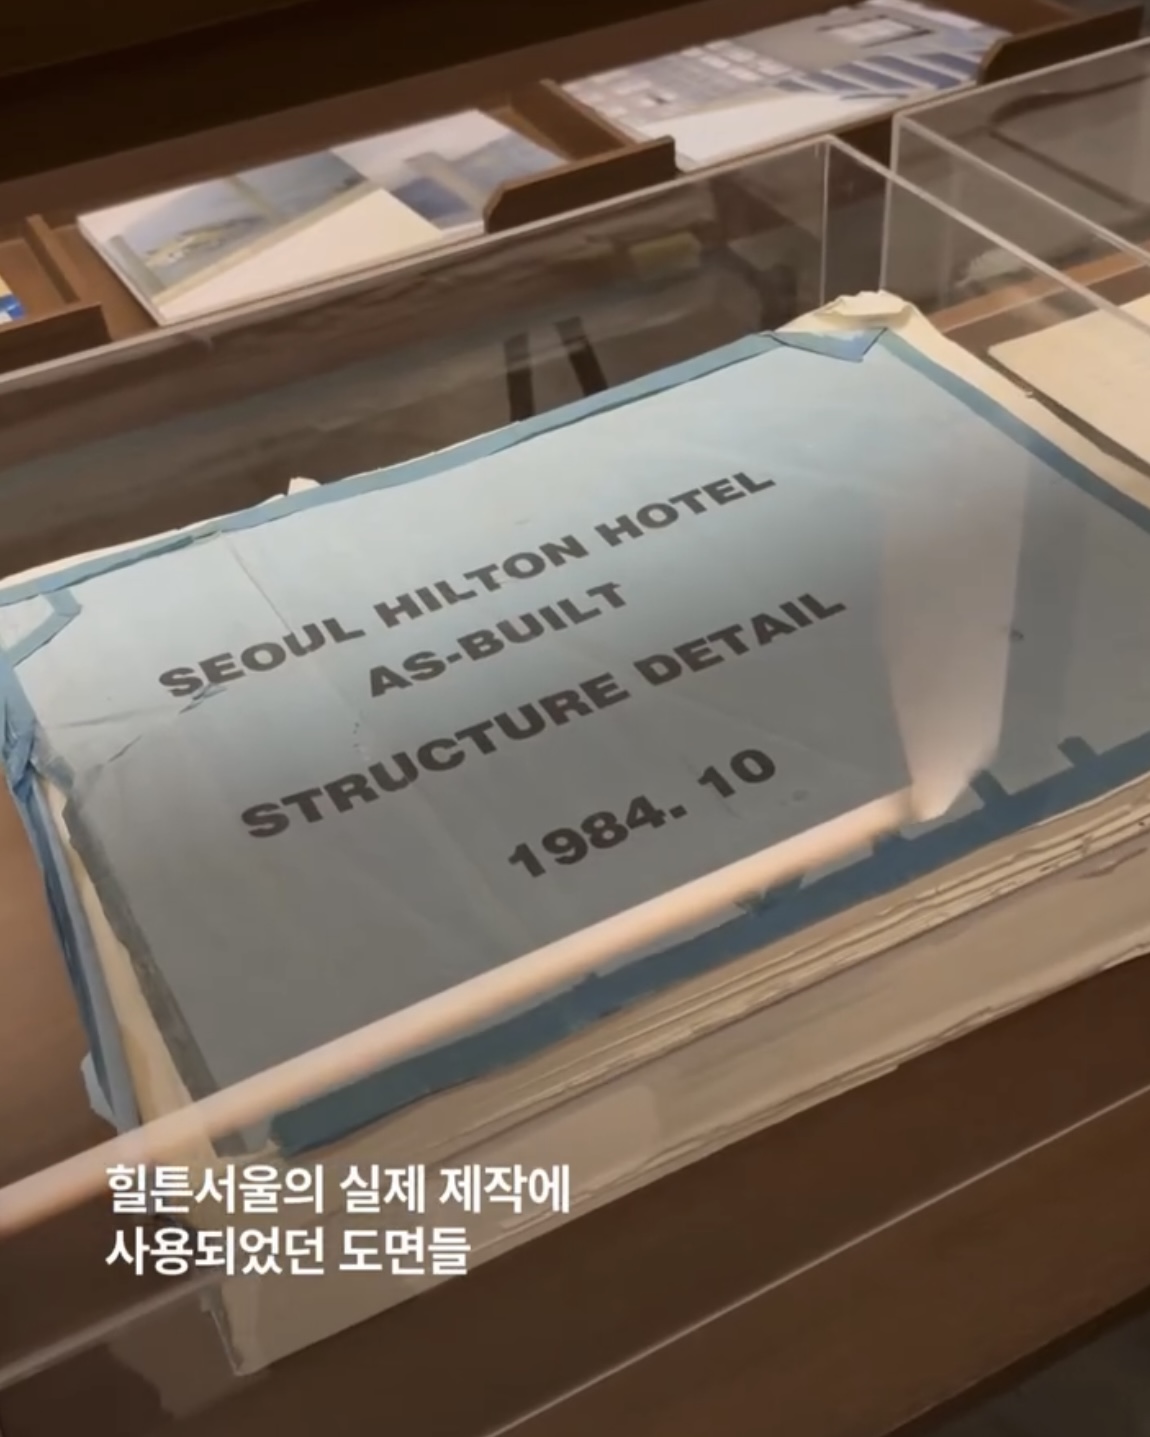 SEOUL HILTON HOTEL
AS-BUILT
STRUCTURE DETAIL
1984. 10
힐튼서울의 실제 제작에
사용되었던 도면들